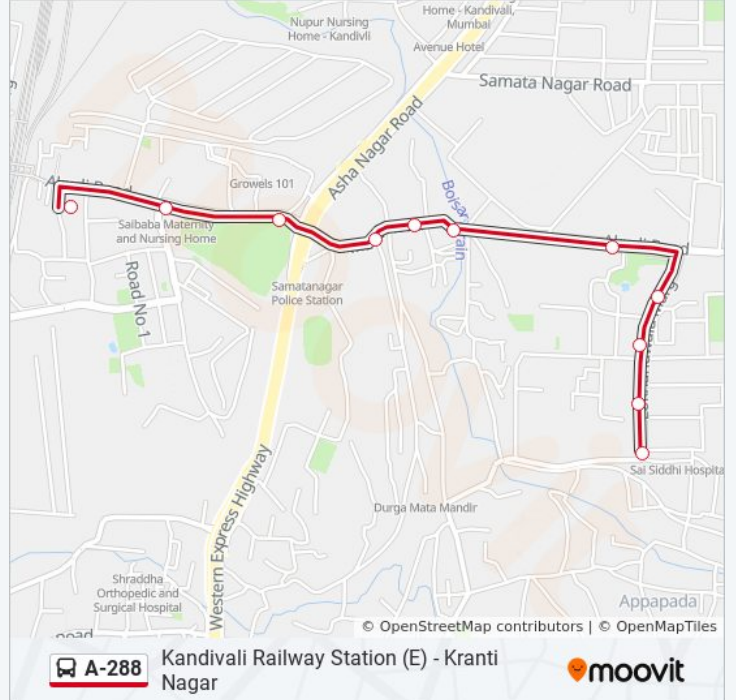 Nupur Nursing
Home - Kandivli
Home - Kandivali,
Mumbai
Avenue Hotel
Samata Nagar Road
Asha Nagar Road
Growels 101
Road
Saibaba Maternity
and Nursing Home
Road No 1
Samatanagar
Police Station
Western Express Highway
Sai Siddhi Hospita
Durga Mata Mandir
Shraddha
Orthopedic and
Surgical Hospital
Appapada
© OpenStreetMap contributors | © OpenMapTiles
A-288
Kandivali Railway Station (E) - Kranti
Nagar
moovit